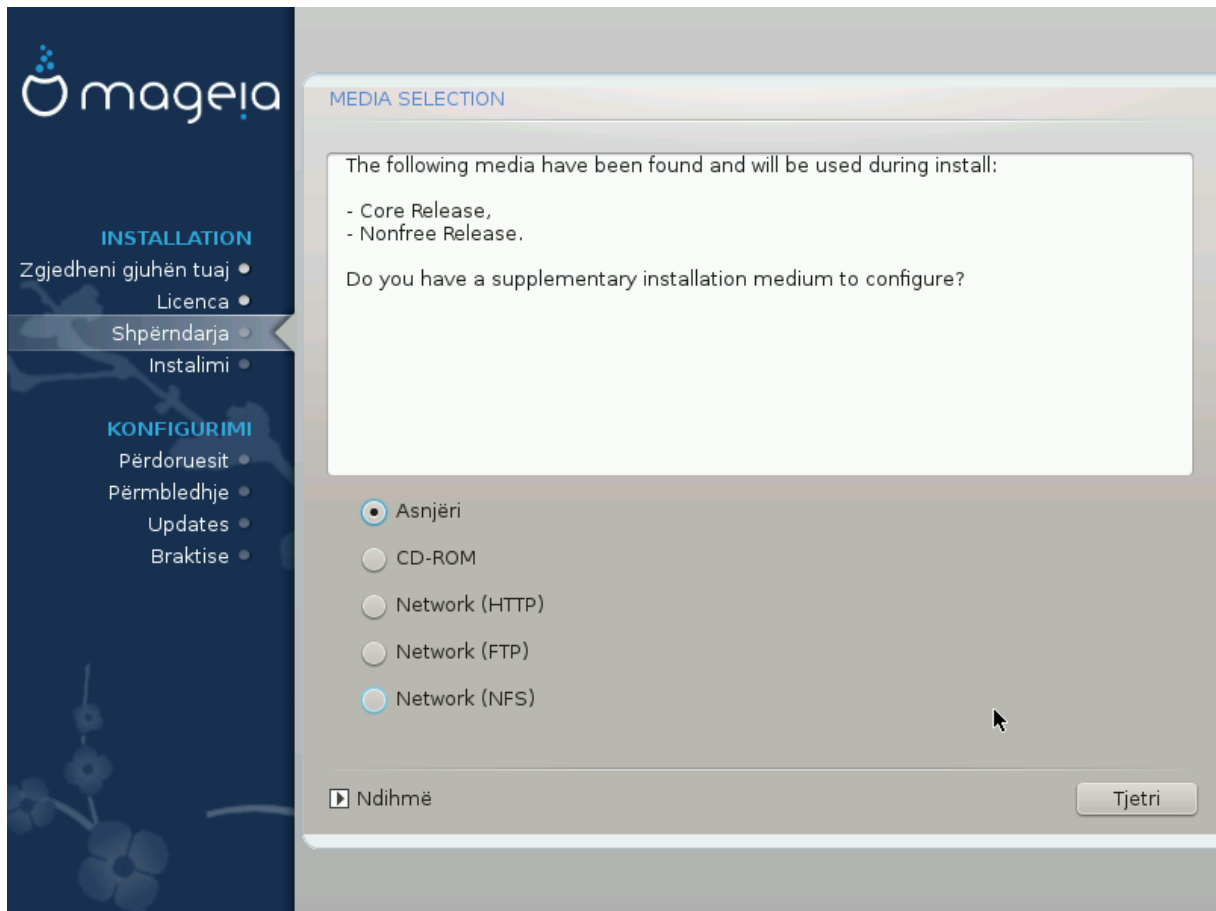 mageia
INSTALLATION
Zgjedheni gjuhën tuaj
Licenca
Shpërndarja
Instalimi
KONFIGURIMI
Përdoruesit
Përmbledhje
Updates
Braktise
MEDIA SELECTION
The following media have been found and will be used during install:
- Core Release,
- Nonfree Release.
Do you have a supplementary installation medium to configure?
Asnjëri
CD-ROM
Network (HTTP)
Network (FTP)
Network (NFS)
Ndihmë
Tjetri